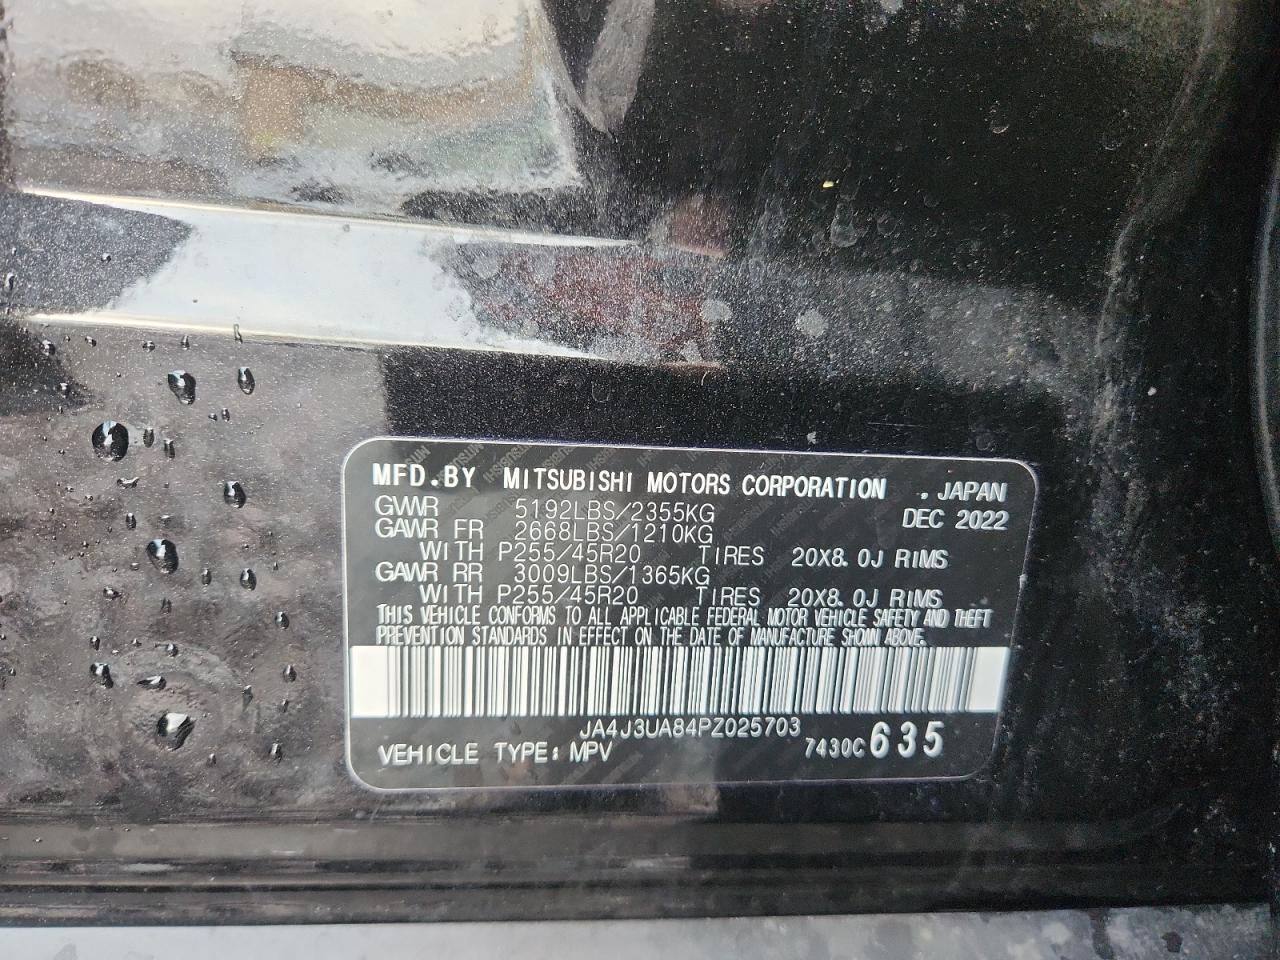 MFD.BY MITSUBISHI MOTORS CORPORATION . JAPAN
GVWR 5192LBS/2355KG DEC 2022
GAWR FR 2668LBS/1210KG
WITH P255/45R20 TIRES 20X8.0J RIMS
GAWR RR 3009LBS/1365KG
WITH P255/45R20 TIRES 20X8.0J RIMS
THIS VEHICLE CONFORMS TO ALL APPLICABLE FEDERAL MOTOR VEHICLE SAFETY AND THEFT
PREVENTION STANDARDS IN EFFECT ON THE DATE OF MANUFACTURE SHOWN ABOVE.
JA4J3UA84PZ025703
VEHICLE TYPE: MPV 7430C 635